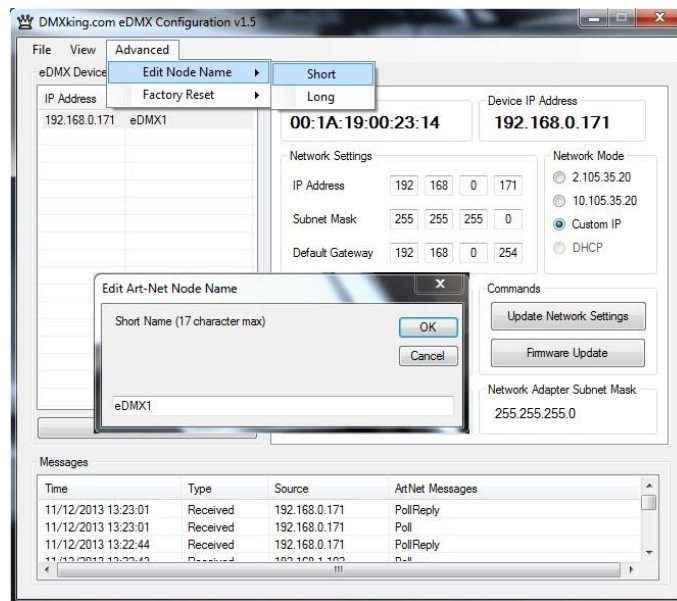 DMXking.com eDMX Configuration v1.5
File View Advanced
Edit Node Name
Short
Factory Reset
Long
eDMX Device
IP Address
192.168.0.171 eDMX1
00:1A:19:00:23:14
Device IP Address
192.168.0.171
Network Settings
IP Address 192 168 0 171
Subnet Mask 255 255 255 0
Default Gateway 192 168 0 254
Network Mode
2.105.35.20
10.105.35.20
Custom IP
DHCP
Edit Art-Net Node Name
Short Name (17 character max)
OK
Cancel
eDMX1
Commands
Update Network Settings
Firmware Update
Network Adapter Subnet Mask
255.255.255.0
Messages
Time Type Source ArtNet Messages
11/12/2013 13:23:01 Received 192.168.0.171 PollReply
11/12/2013 13:23:01 Received 192.168.0.171 Poll
11/12/2013 13:22:44 Received 192.168.0.171 PollReply